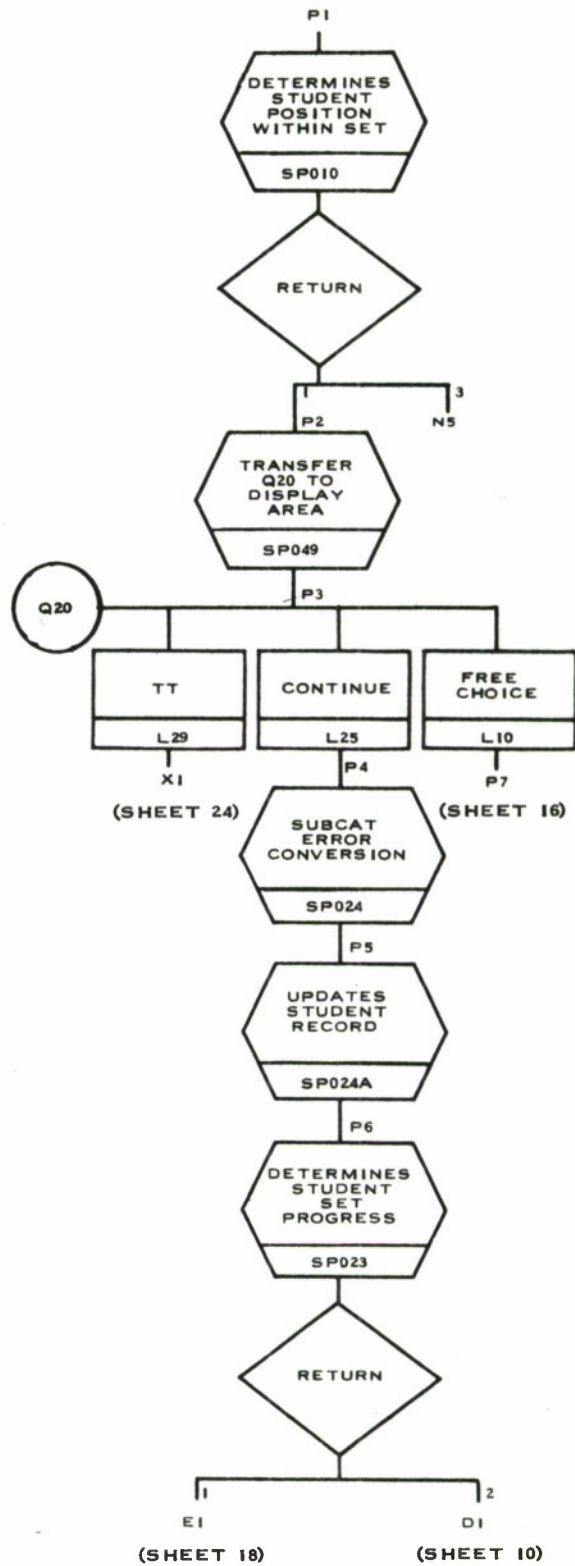 P1
DETERMINES
STUDENT
POSITION
WITHIN SET
SP010
RETURN
1
3
P2
N5
TRANSFER
Q20 TO
DISPLAY
AREA
SP049
P3
Q20
TT
CONTINUE
FREE
CHOICE
L29
L25
L10
X1
P4
P7
(SHEET 24)
(SHEET 16)
SUBCAT
ERROR
CONVERSION
SP024
P5
UPDATES
STUDENT
RECORD
SP024A
P6
DETERMINES
STUDENT
SET
PROGRESS
SP023
RETURN
1
2
E1
D1
(SHEET 18)
(SHEET 10)